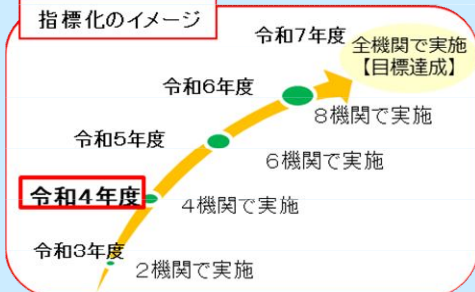 指標化のイメージ
令和7年度
全機関で実施
【目標達成】
令和6年度
8機関で実施
令和5年度
6機関で実施
令和4年度
4機関で実施
令和3年度
2機関で実施